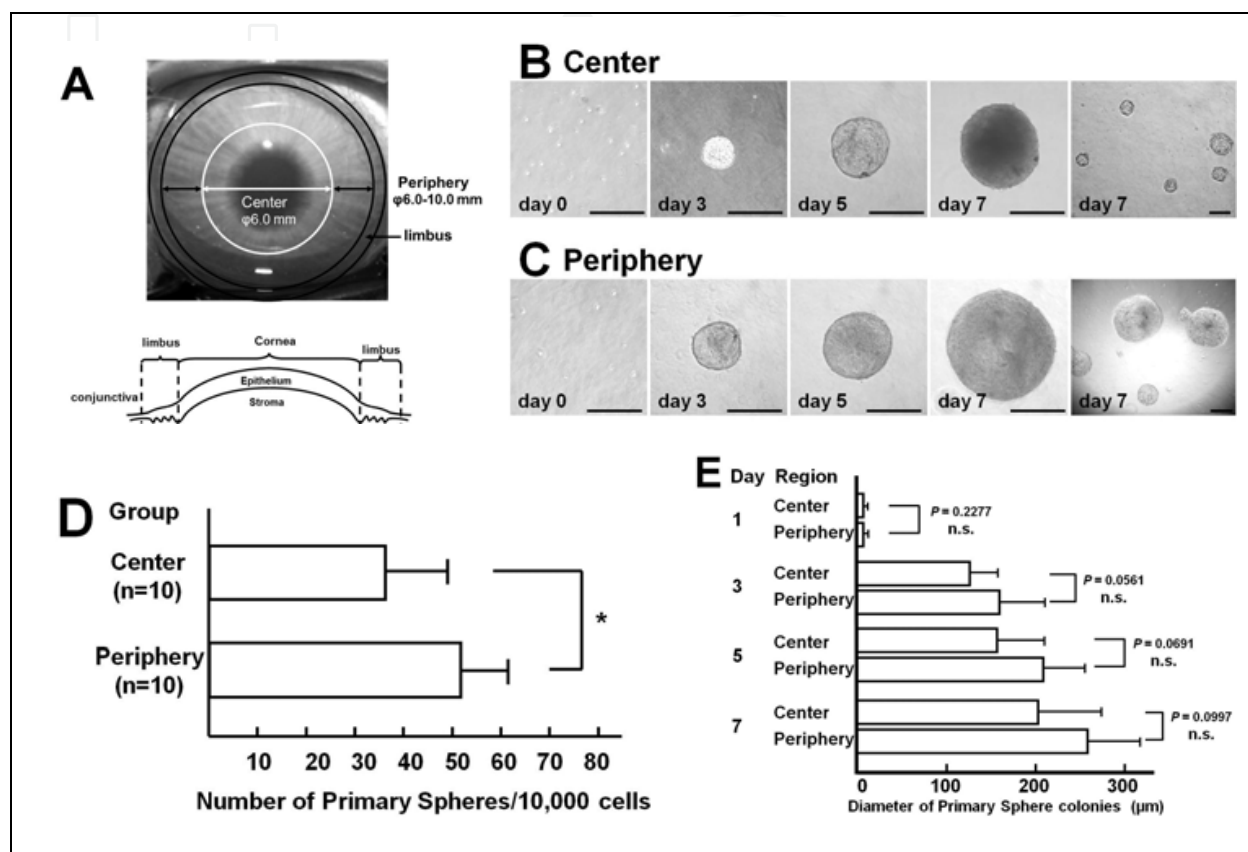 A
Center
φ6.0 mm
Periphery
φ6.0-10.0 mm
limbus
limbus
Cornea
limbus
conjunctiva
Epithelium
Stroma
B Center
day 0
day 3
day 5
day 7
day 7
C Periphery
day 0
day 3
day 5
day 7
day 7
D
Group
Center
(n=10)
Periphery
(n=10)
*
10 20 30 40 50 60 70 80
Number of Primary Spheres/10,000 cells
E Day Region
1
Center
Periphery
P = 0.2277
n.s.
3
Center
Periphery
P = 0.0561
n.s.
5
Center
Periphery
P = 0.0691
n.s.
7
Center
Periphery
P = 0.0997
n.s.
0 100 200 300
Diameter of Primary Sphere colonies (μm)